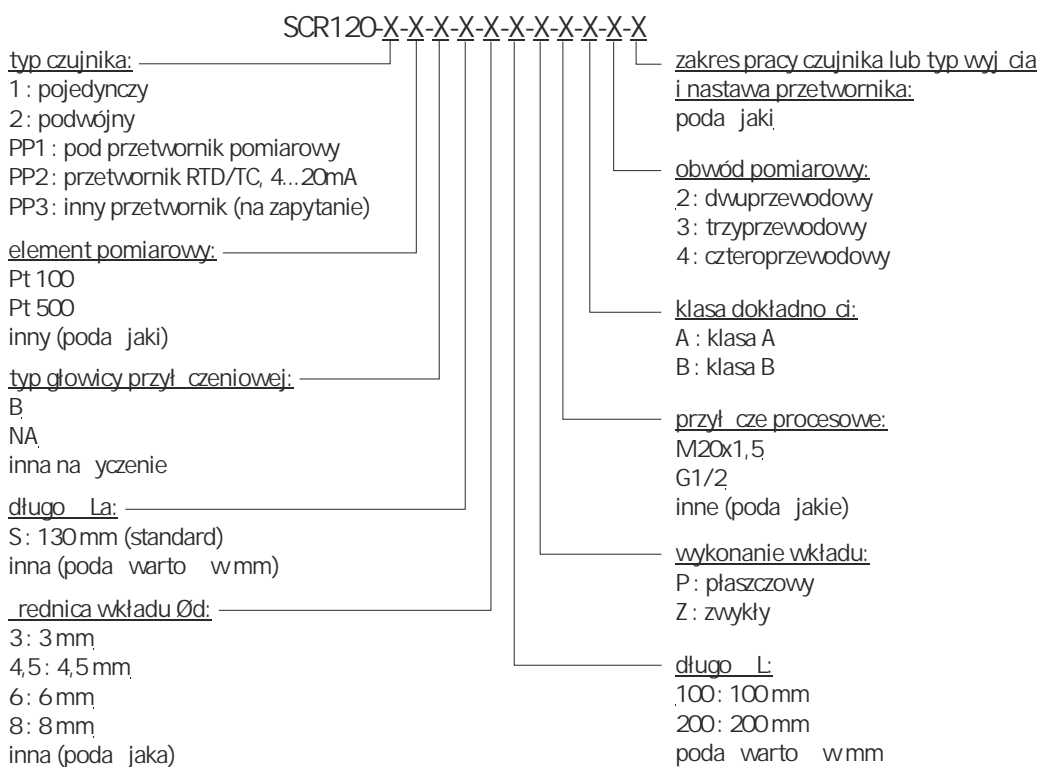 SCR120-X-X-X-X-X-X-X-X-X-X-X
typ czujnika:
1 : pojedynczy
2 : podwójny
PP1 : pod przetwornik pomiarowy
PP2 : przetwornik RTD/TC, 4...20mA
PP3 : inny przetwornik (na zapytanie)
element pomiarowy:
Pt 100
Pt 500
inny (poda jaki)
typ głowicy przył czeniowej:
B
NA
inna na yczenie
długo La:
S : 130 mm (standard)
inna (poda warto w mm)
rednica wkładu Ød:
3 : 3 mm
4,5 : 4,5 mm
6 : 6 mm
8 : 8 mm
inna (poda jaka)
zakres pracy czujnika lub typ wyj cia
i nastawa przetwornika:
poda jaki
obwód pomiarowy:
2 : dwuprzewodowy
3 : trzyprzewodowy
4 : czteroprzewodowy
klasa dokładno ci:
A : klasa A
B : klasa B
przył cze procesowe:
M20x1,5
G1/2
inne (poda jakie)
wykonanie wkładu:
P : płaszczowy
Z : zwykły
długo L:
100 : 100 mm
200 : 200 mm
poda warto w mm